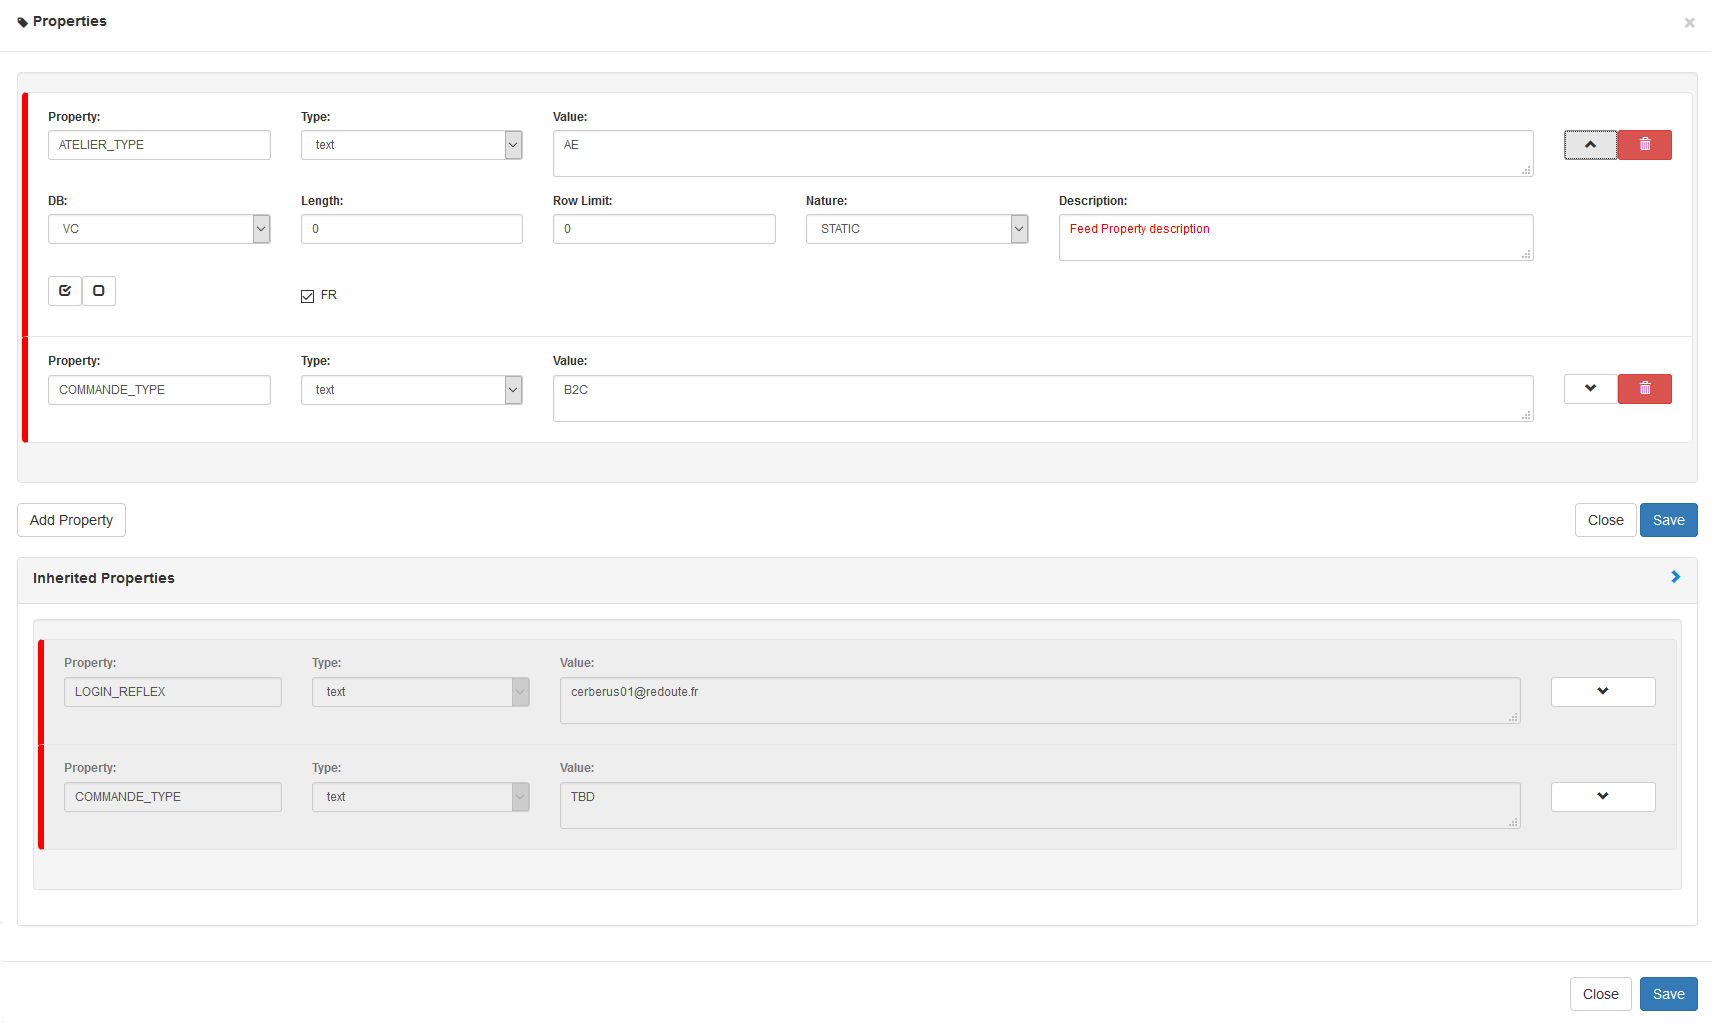 Properties
×
Property: Type: Value:
ATELIER_TYPE text AE
DB: Length: Row Limit: Nature: Description:
VC 0 0 STATIC Feed Property description
FR
Property: Type: Value:
COMMANDE_TYPE text B2C
Add Property Close Save
Inherited Properties
Property: Type: Value:
LOGIN_REFLEX text cerberus01@redoute.fr
Property: Type: Value:
COMMANDE_TYPE text TBD
Close Save